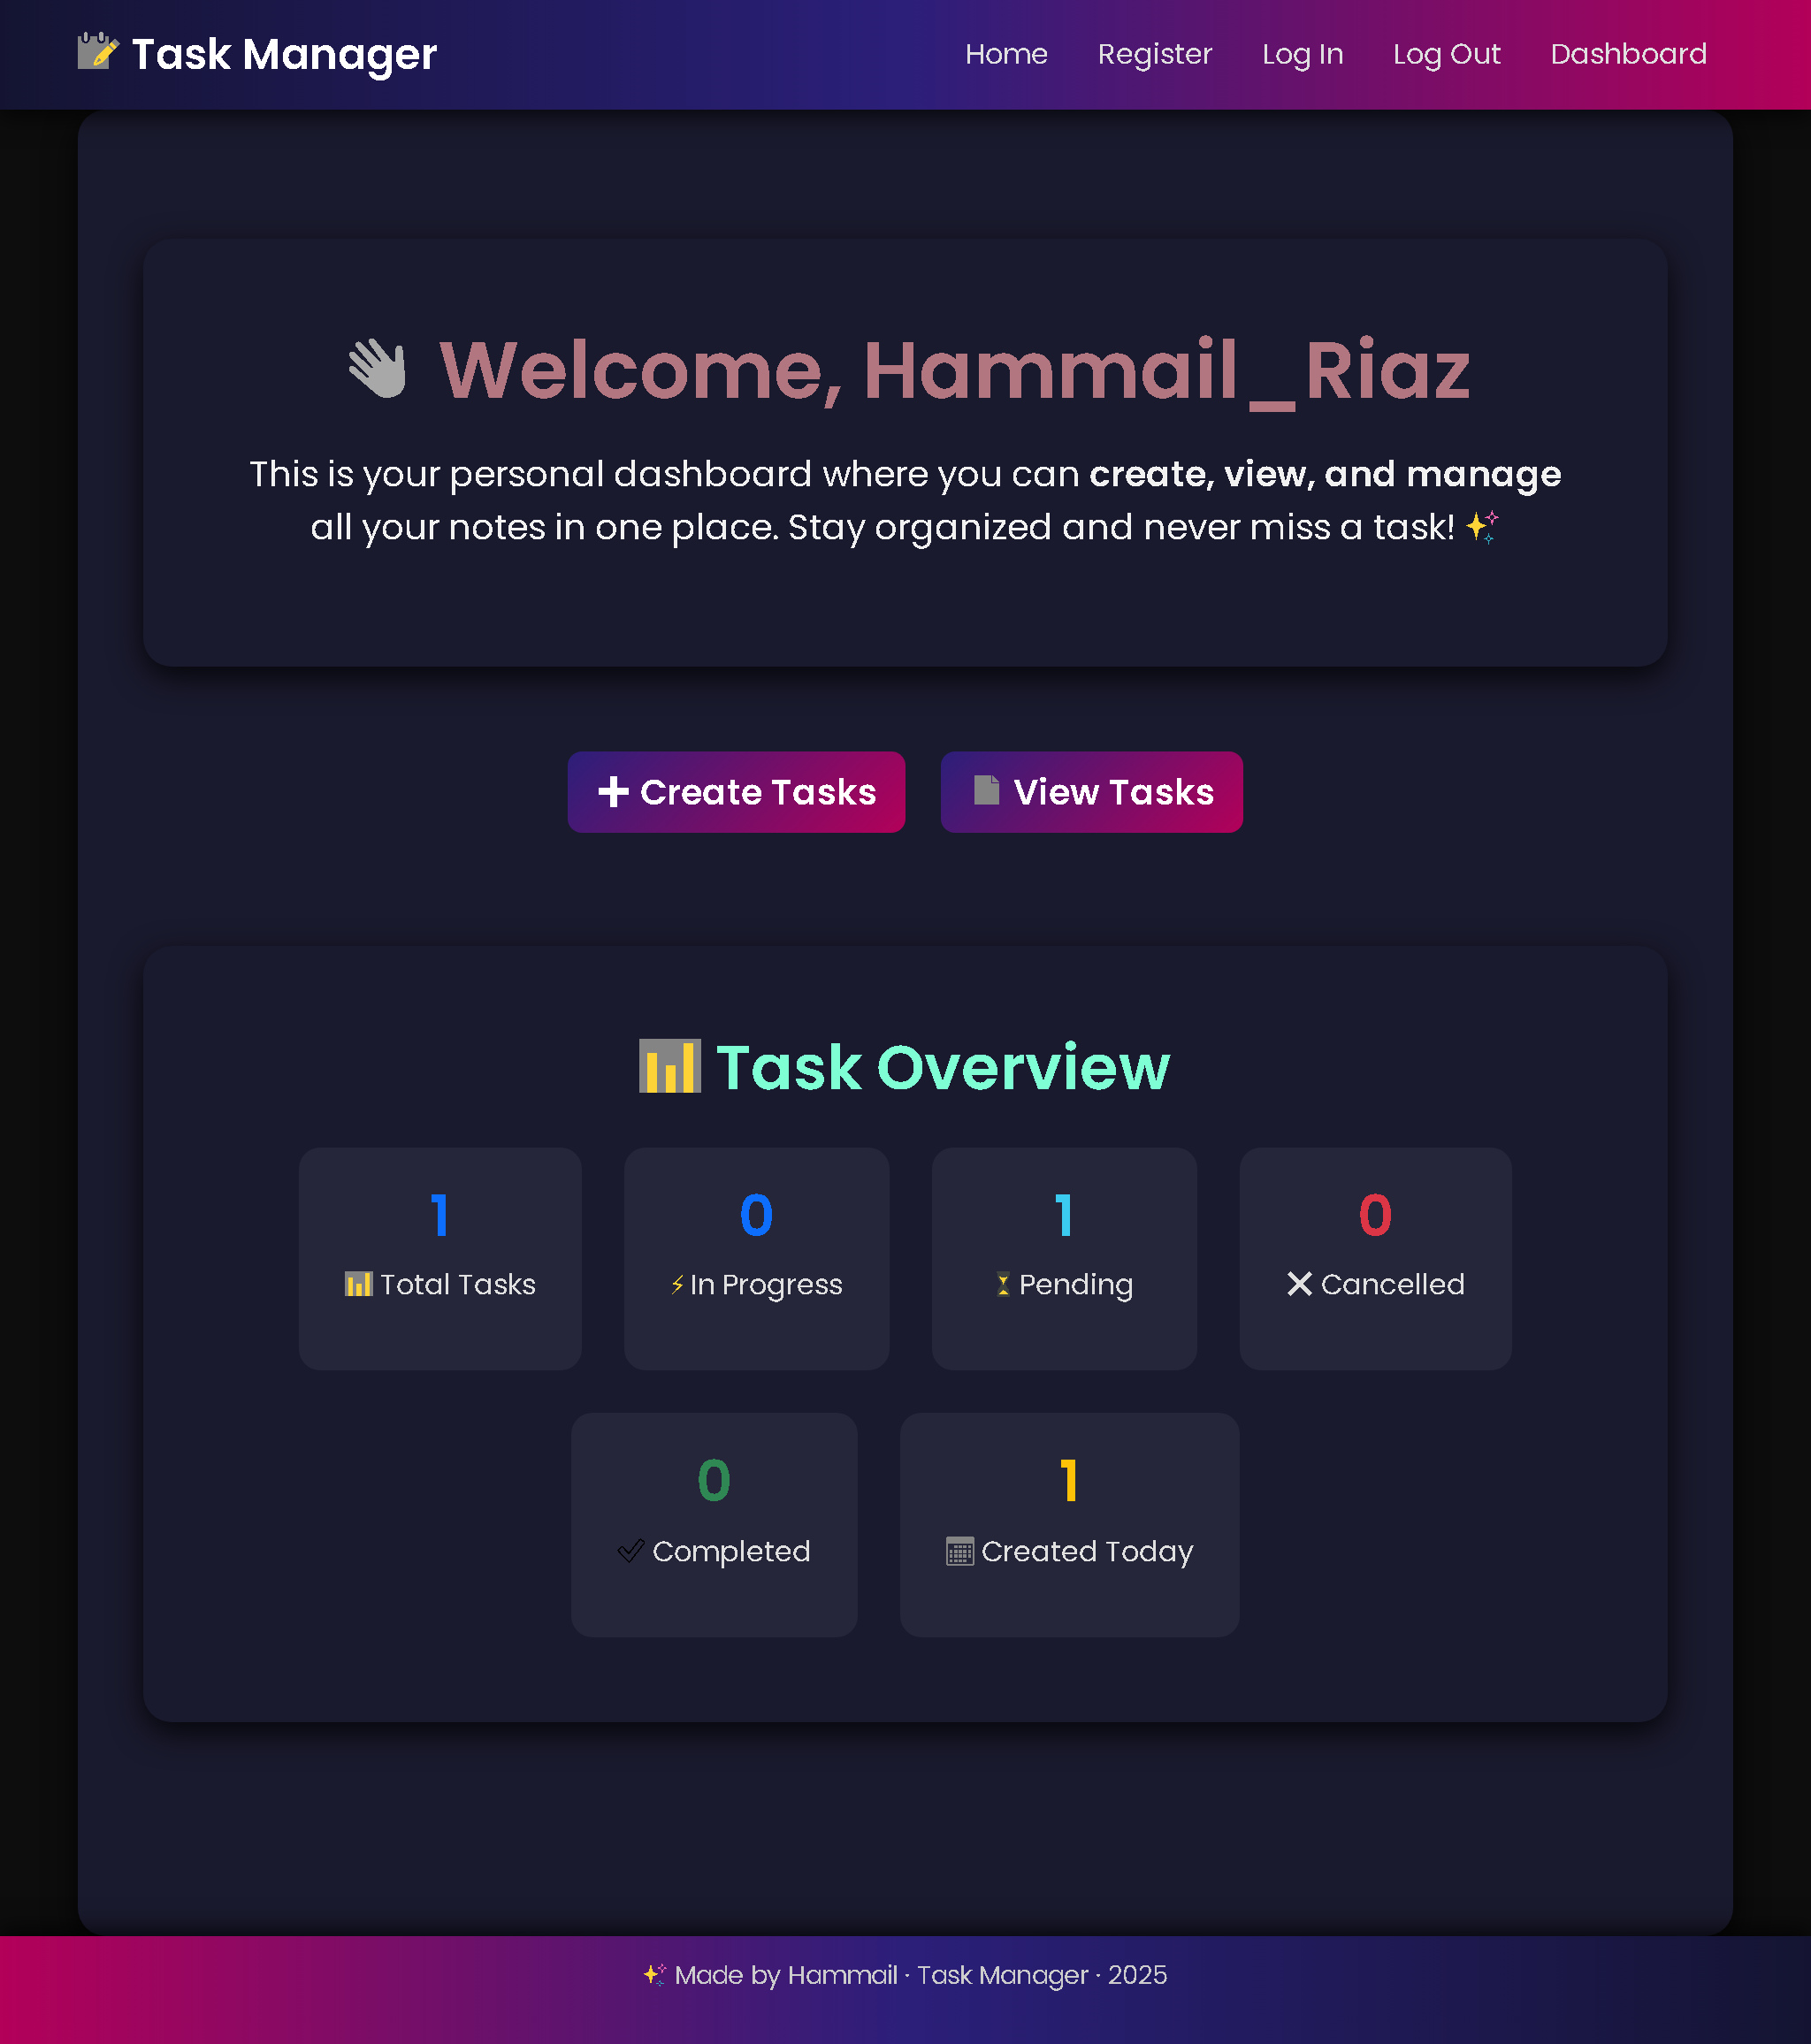 Task Manager
Home Register Log In Log Out Dashboard
👋 Welcome, Hammail_Riaz
This is your personal dashboard where you can create, view, and manage
all your notes in one place. Stay organized and never miss a task! ✨
➕ Create Tasks
📄 View Tasks
📊 Task Overview
1
📊 Total Tasks
0
⚡ In Progress
1
⏳ Pending
0
❌ Cancelled
0
✅ Completed
1
📅 Created Today
✨ Made by Hammail · Task Manager · 2025